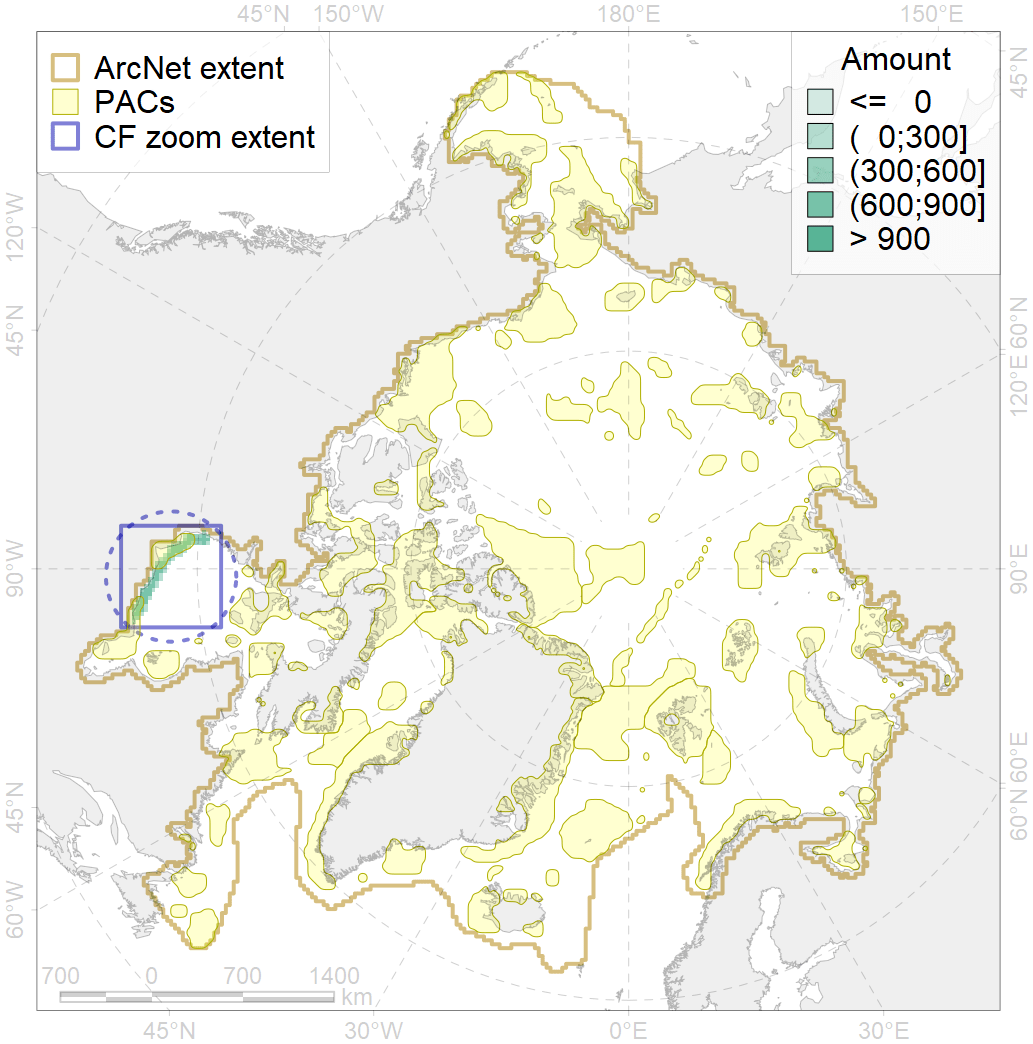 45°N 150°W 180°E 150°E
ArcNet extent
PACs
CF zoom extent
Amount
<= 0
( 0;300]
(300;600]
(600;900]
> 900
120°W
45°N
90°W
45°N
60°W
45°N
60°N
120°E
90°E
60°E
60°N
700 0 700 1400
km
45°N 30°W 0°E 30°E